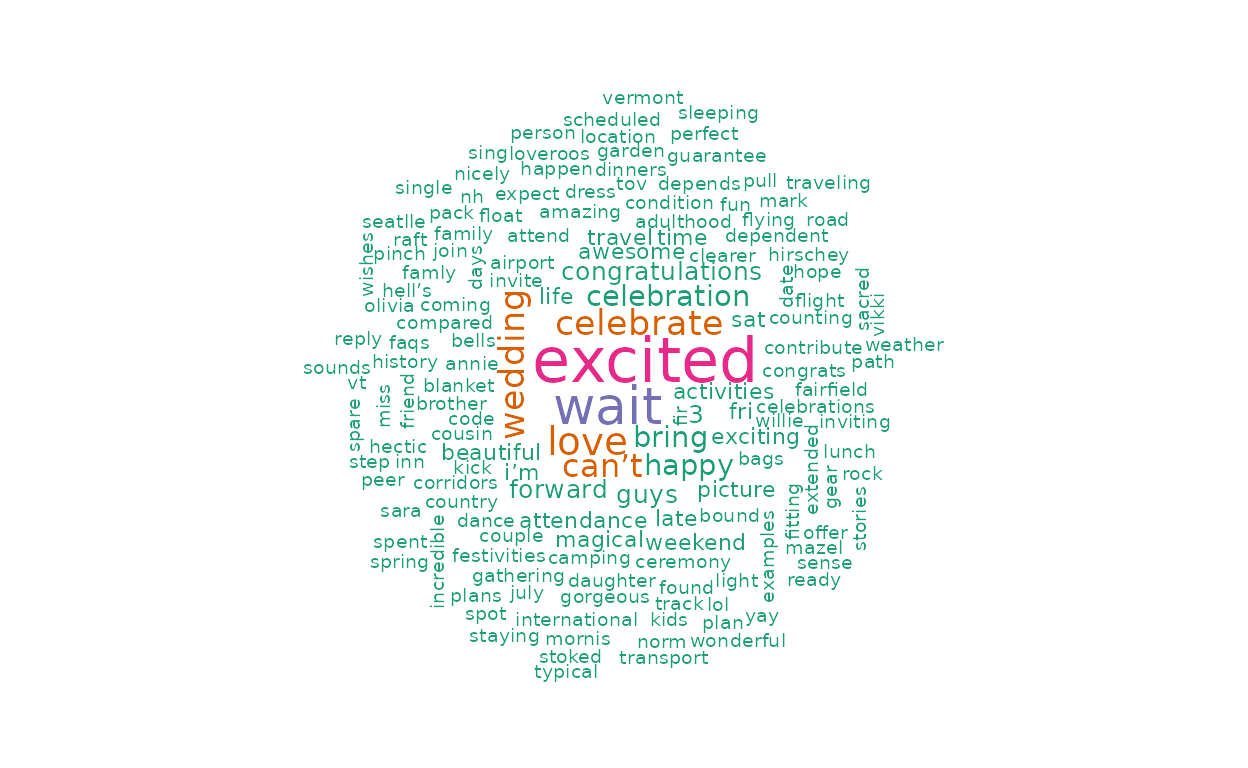 vermont
scheduled sleeping
person location perfect
sing loveroos garden guarantee
nicely happen dinners
single nh expect dress tov depends pull traveling
pack float amazing condition fun mark
seatlle adulthood flying road
raft family attend travel time dependent
wishes pinch join days airport awesome clearer hirschey
famly invite congratulations date hope sacred
hell's life celebration flight vikki
olivia coming
compared wedding celebrate sat counting
reply faqs bells excited contribute weather
sounds history annie congrats path
vt friend blanket wait activities fairfield
spare miss brother fir <3 fri celebrations
code willie inviting
hectic cousin love bring exciting extended
step inn beautiful can't happy bags lunch
peer kick i'm gear rock
corridors forward guys picture fitting stories
country
sara dance attendance late bound
spent incredible couple magical weekend examples offer
mazel
spring festivities camping ceremony sense
gathering daughter found light ready
plans july gorgeous track lol
spot international kids plan yay
staying mornis norm wonderful
stoked transport
typical